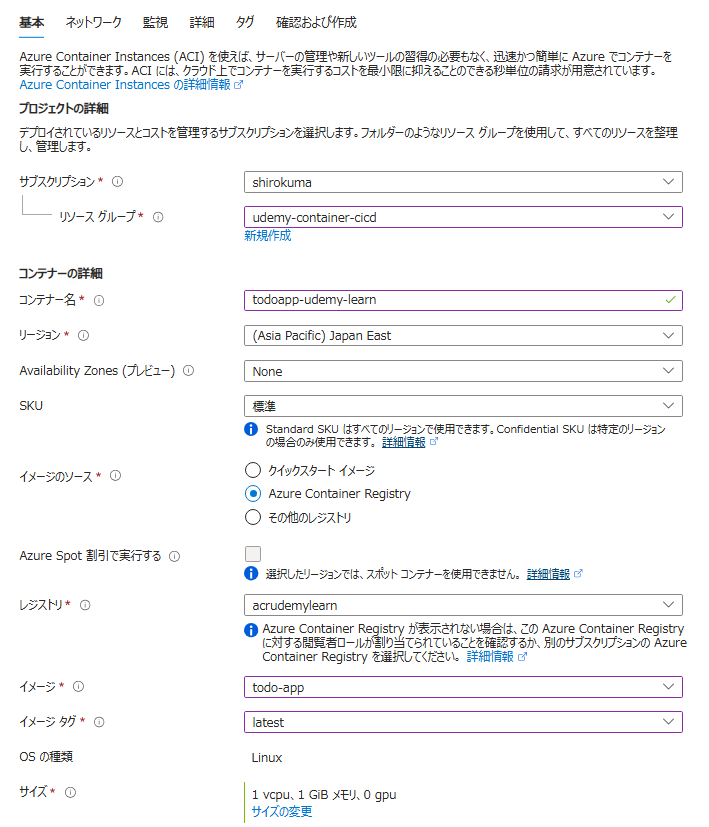 基本 ネットワーク 監視 詳細 タグ 確認および作成
Azure Container Instances (ACI) を使えば、サーバーの管理や新しいツールの習得の必要もなく、迅速かつ簡単に Azure でコンテナーを
実行することができます。ACI には、クラウド上でコンテナーを実行するコストを最小限に抑えることのできる秒単位の請求が用意されています。
Azure Container Instances の詳細情報
プロジェクトの詳細
デプロイされているリソースとコストを管理するサブスクリプションを選択します。フォルダーのようなリソース グループを使用して、すべてのリソースを整理
し、管理します。
サブスクリプション * shirokuma
リソース グループ * udemy-container-cicd
新規作成
コンテナーの詳細
コンテナー名 * todoapp-udemy-learn
リージョン * (Asia Pacific) Japan East
Availability Zones (プレビュー) None
SKU 標準
Standard SKU はすべてのリージョンで使用できます。Confidential SKU は特定のリージョン
の場合のみ使用できます。 詳細情報
イメージのソース * クイックスタート イメージ
Azure Container Registry
その他のレジストリ
Azure Spot 割引で実行する
選択したリージョンでは、スポット コンテナーを使用できません。 詳細情報
レジストリ * acrudemylearn
Azure Container Registry が表示されない場合は、この Azure Container Registry
に対する閲覧者ロールが割り当てられていることを確認するか、別のサブスクリプションの Azure
Container Registry を選択してください。 詳細情報
イメージ * todo-app
イメージ タグ * latest
OS の種類 Linux
サイズ * 1 vcpu、1 GiB メモリ、0 gpu
サイズの変更